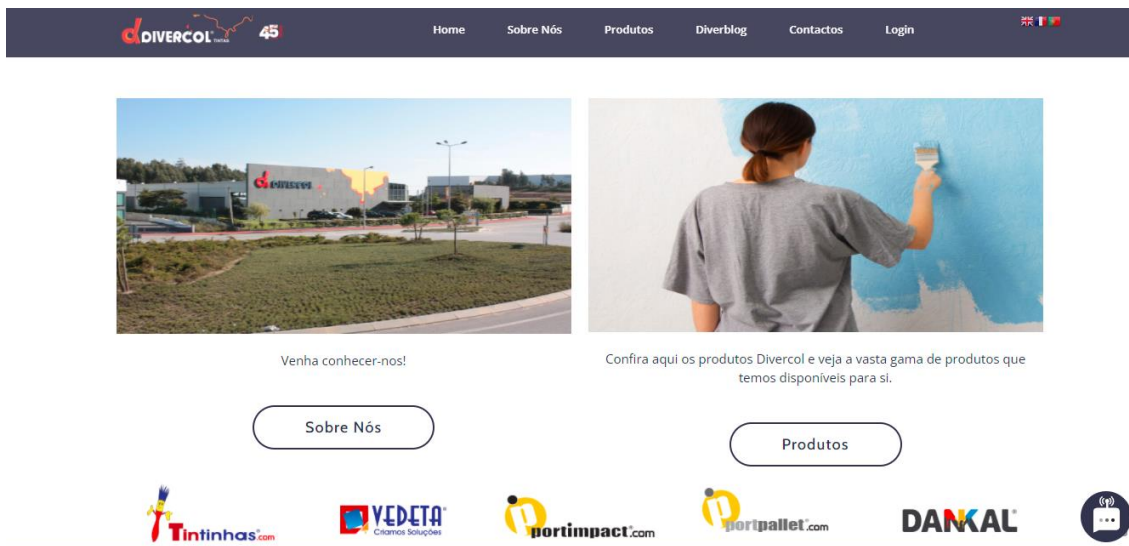 DIVERCOL
TINTAS
45
Home
Sobre Nós
Produtos
Diverblog
Contactos
Login
DIVERCOL
Venha conhecer-nos!
Confira aqui os produtos Divercol e veja a vasta gama de produtos que
temos disponíveis para si.
Sobre Nós
Produtos
Tintinhas.com
VEDETA
Criamos Soluções
portimpact.com
portpallet.com
DANKAL